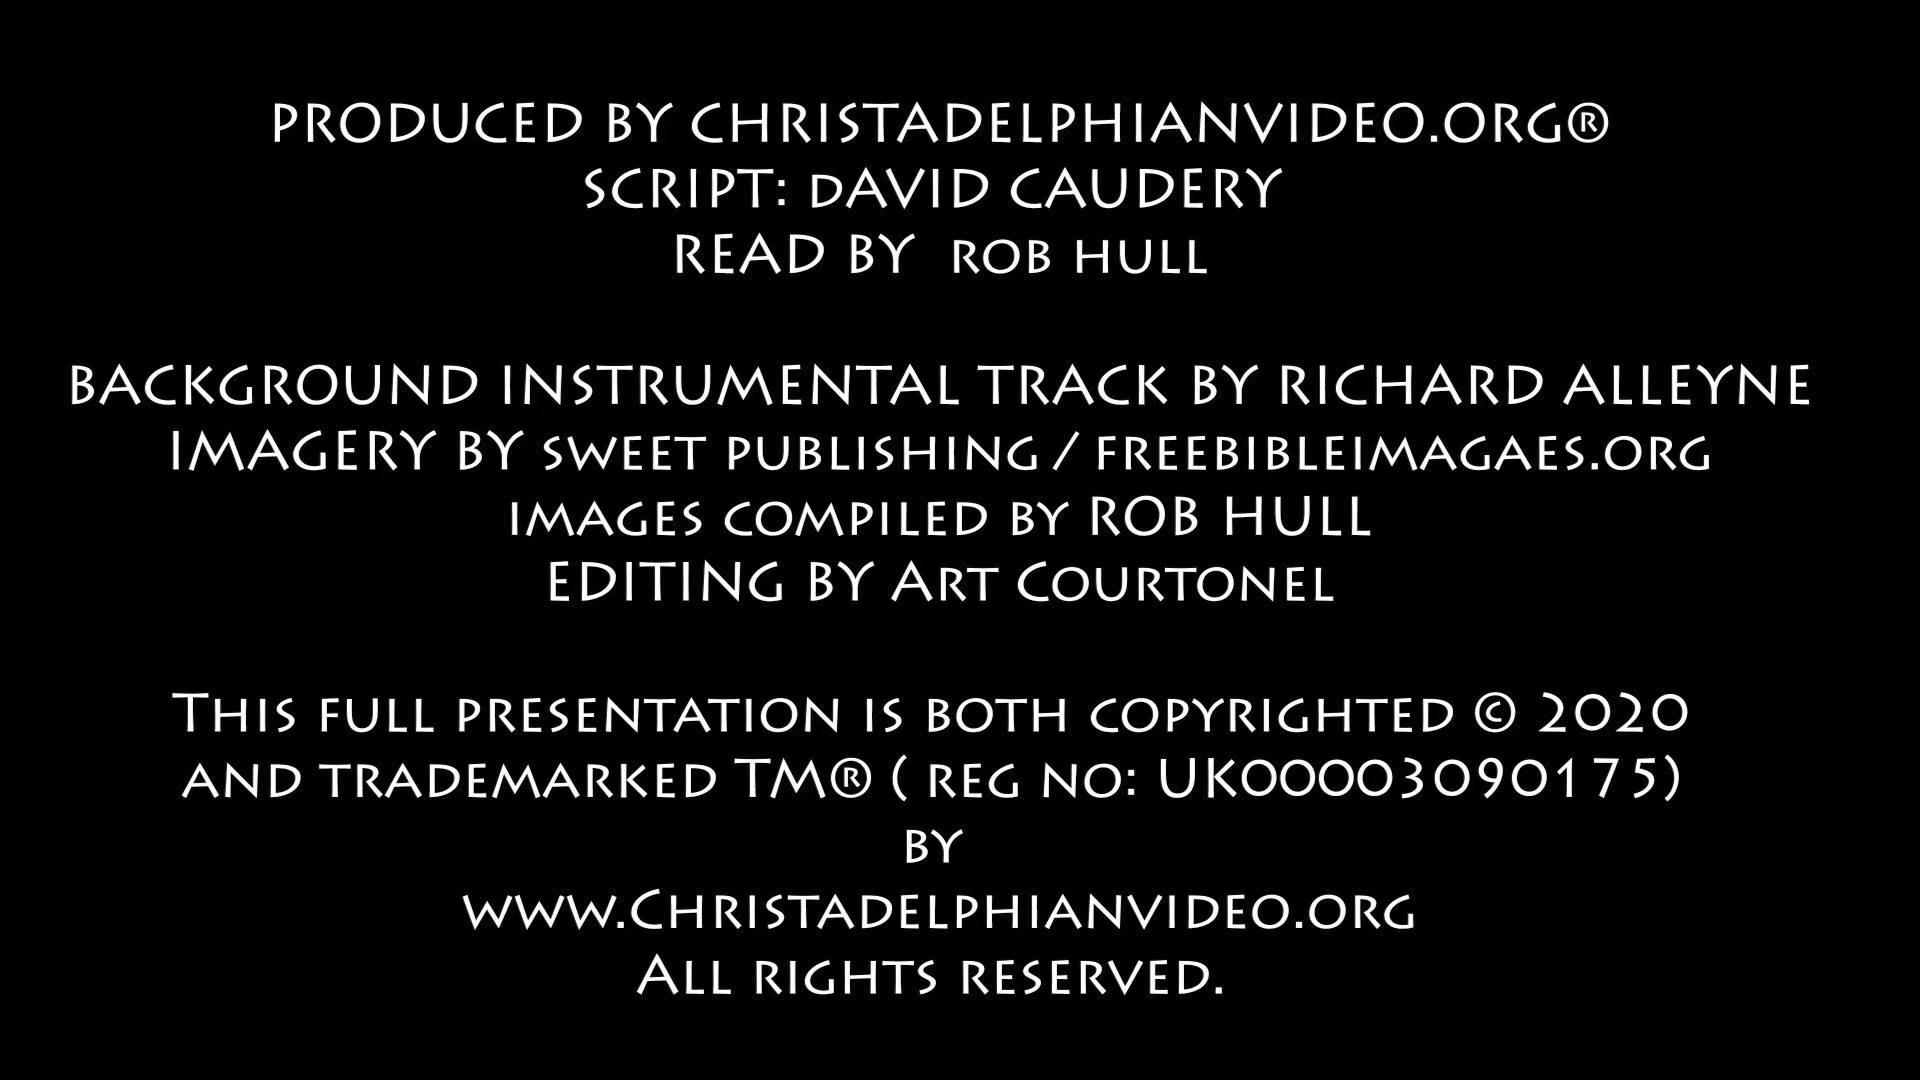 PRODUCED BY CHRISTADELPHIANVIDEO.ORG®
SCRIPT: dAVID CAUDERY
READ BY rob hull
BACKGROUND INSTRUMENTAL TRACK BY RICHARD ALLEYNE
IMAGERY BY sweet publishing / freebibleimagaes.org
images compiled by ROB HULL
EDITING BY Art Courtonel
This full presentation is both copyrighted © 2020
and trademarked TM® ( reg no: UK00003090175)
by
www.Christadelphianvideo.org
All rights reserved.